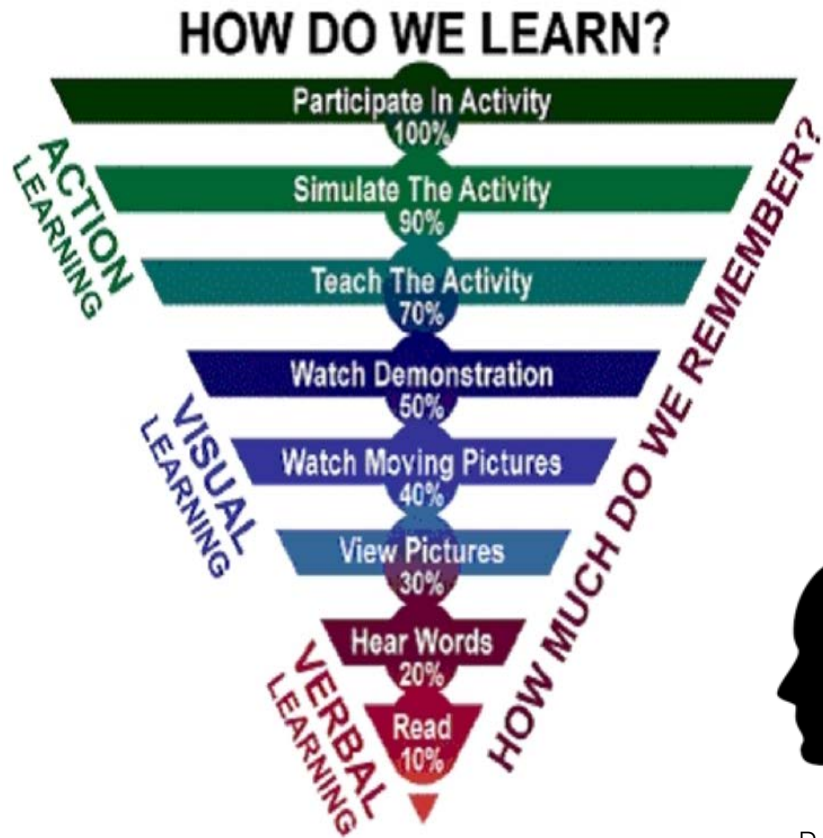 HOW DO WE LEARN?
Participate In Activity
100%
Simulate The Activity
90%
Teach The Activity
70%
Watch Demonstration
50%
Watch Moving Pictures
40%
View Pictures
30%
Hear Words
20%
Read
10%
ACTION
LEARNING
VISUAL
LEARNING
VERBAL
LEARNING
HOW MUCH DO WE REMEMBER?